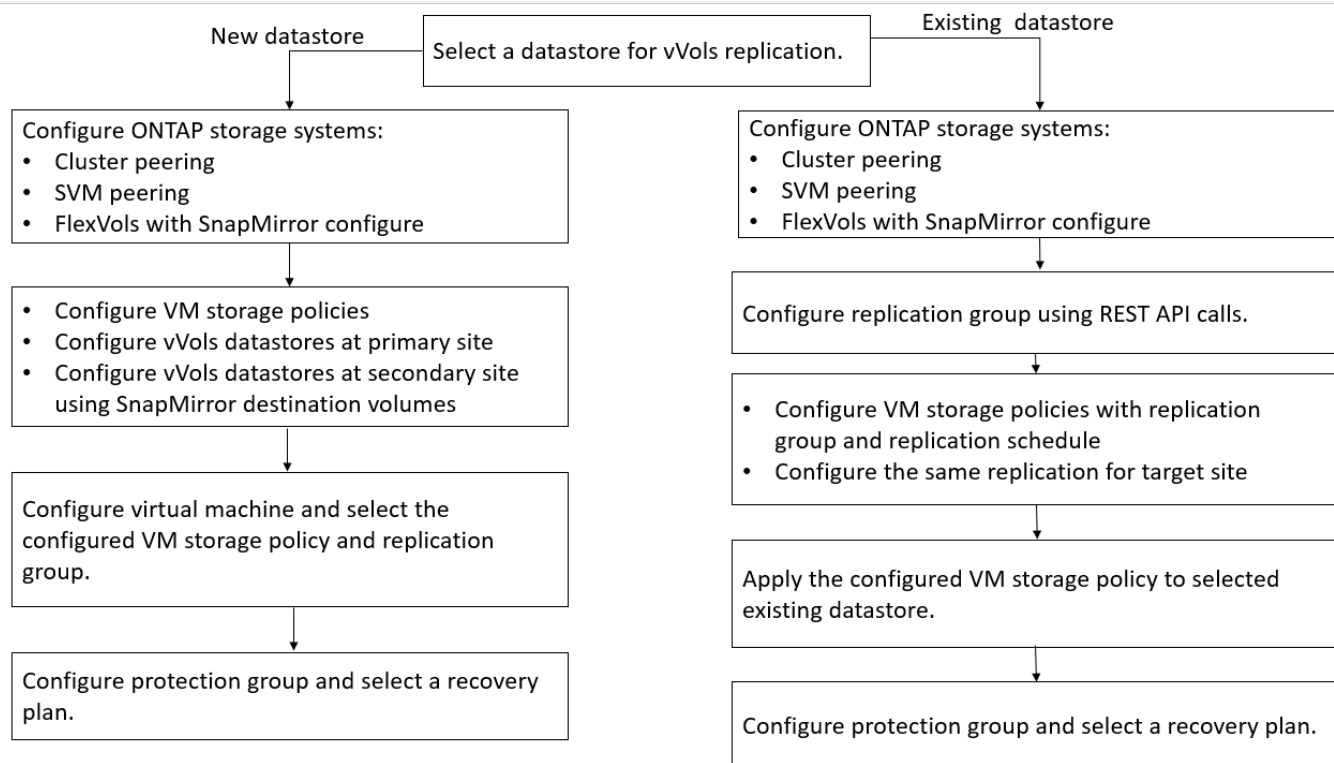 New datastore
Select a datastore for vVols replication.
Existing datastore
Configure ONTAP storage systems:
• Cluster peering
• SVM peering
• FlexVols with SnapMirror configure
• Configure VM storage policies
• Configure vVols datastores at primary site
• Configure vVols datastores at secondary site
using SnapMirror destination volumes
Configure virtual machine and select the
configured VM storage policy and replication
group.
Configure protection group and select a recovery
plan.
Configure ONTAP storage systems:
• Cluster peering
• SVM peering
• FlexVols with SnapMirror configure
Configure replication group using REST API calls.
• Configure VM storage policies with replication
group and replication schedule
• Configure the same replication for target site
Apply the configured VM storage policy to selected
existing datastore.
Configure protection group and select a recovery plan.